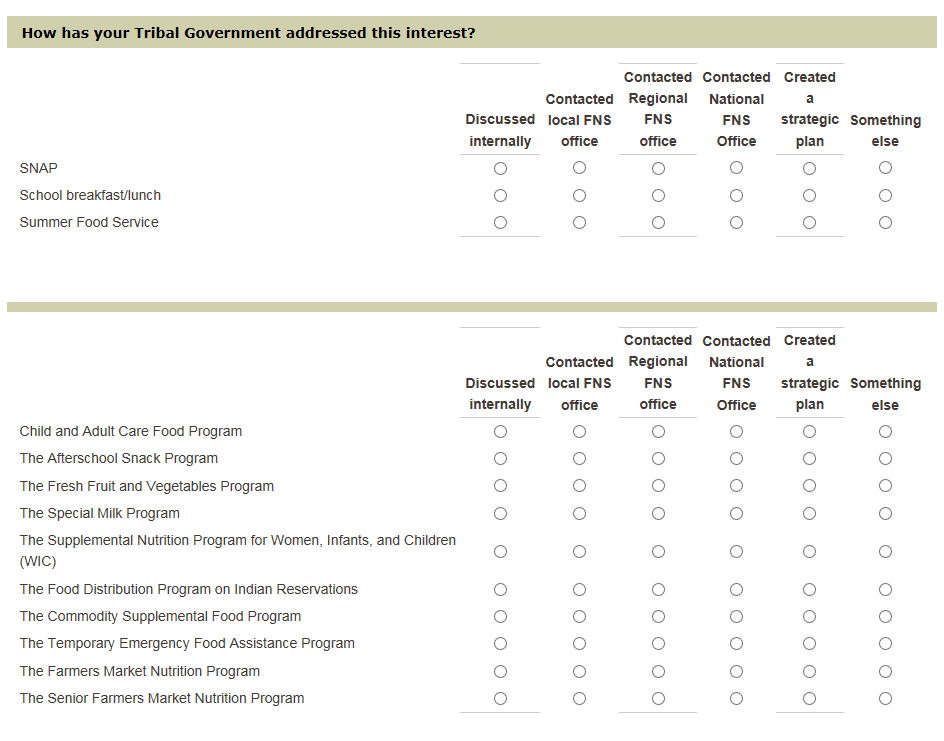 How has your Tribal Government addressed this interest?
Contacted Contacted Created
Contacted Regional National a
Discussed local FNS FNS FNS strategic Something
internally office office Office plan else
SNAP
School breakfast/lunch
Summer Food Service
Contacted Contacted Created
Contacted Regional National a
Discussed local FNS FNS FNS strategic Something
internally office office Office plan else
Child and Adult Care Food Program
The Afterschool Snack Program
The Fresh Fruit and Vegetables Program
The Special Milk Program
The Supplemental Nutrition Program for Women, Infants, and Children
(WIC)
The Food Distribution Program on Indian Reservations
The Commodity Supplemental Food Program
The Temporary Emergency Food Assistance Program
The Farmers Market Nutrition Program
The Senior Farmers Market Nutrition Program